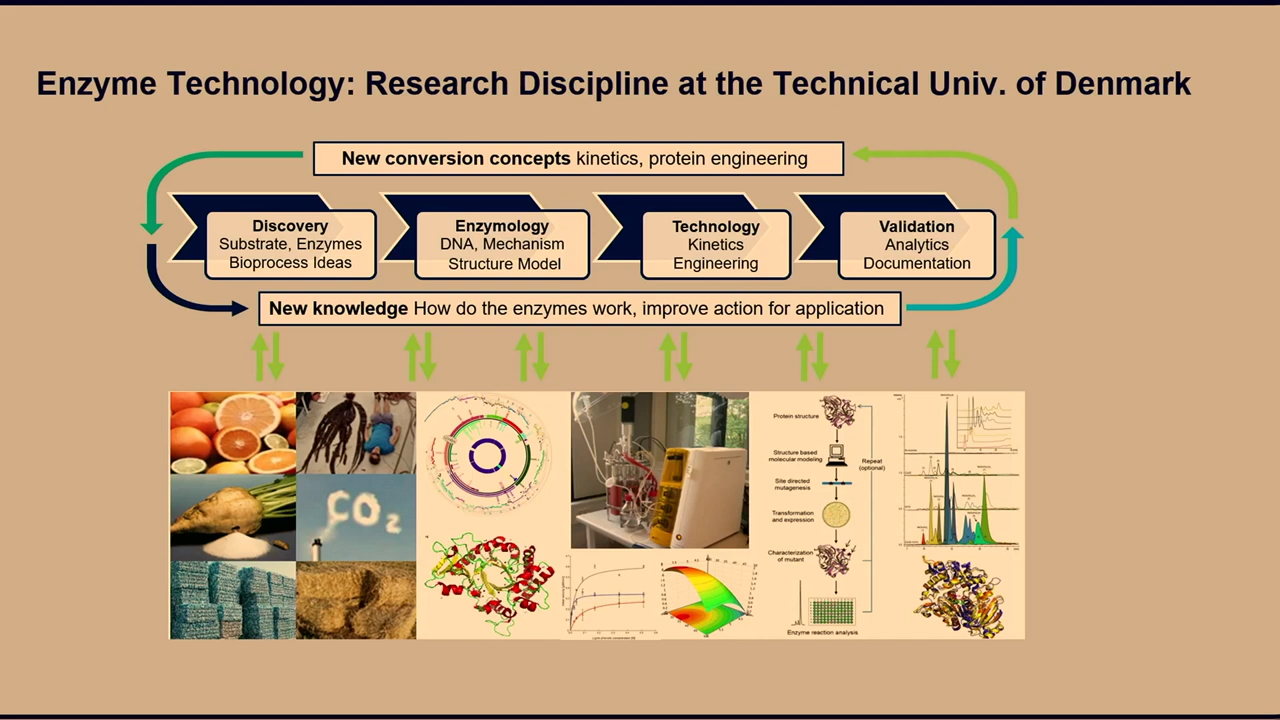 Enzyme Technology: Research Discipline at the Technical Univ. of Denmark
New conversion concepts kinetics, protein engineering
Discovery
Substrate, Enzymes
Bioprocess Ideas
Enzymology
DNA, Mechanism
Structure Model
Technology
Kinetics
Engineering
Validation
Analytics
Documentation
New knowledge How do the enzymes work, improve action for application
CO2
Protein structure
Structure based
molecular modeling
Repeat
(optional)
Site directed
mutagenesis
Transformation
and expression
Characterization
of mutant
Enzyme reaction analysis